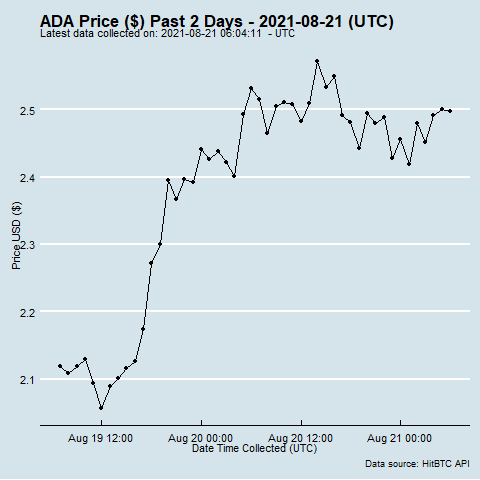 ADA Price ($) Past 2 Days - 2021-08-21 (UTC)
Latest data collected on: 2021-08-21 06:04:11  - UTC
2.5
2.4
2.3
2.2
2.1
Price USD ($)
Aug 19 12:00 Aug 20 00:00 Aug 20 12:00 Aug 21 00:00
Date Time Collected (UTC)
Data source: HitBTC API